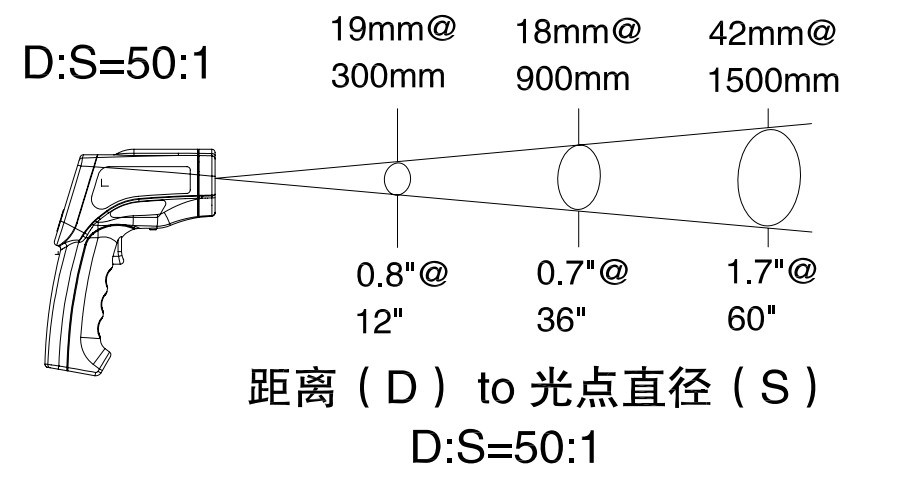 D:S=50:1
19mm@
300mm
18mm@
900mm
42mm@
1500mm
0.8"@
12"
0.7"@
36"
1.7"@
60"
距离（D） to 光点直径（S）
D:S=50:1